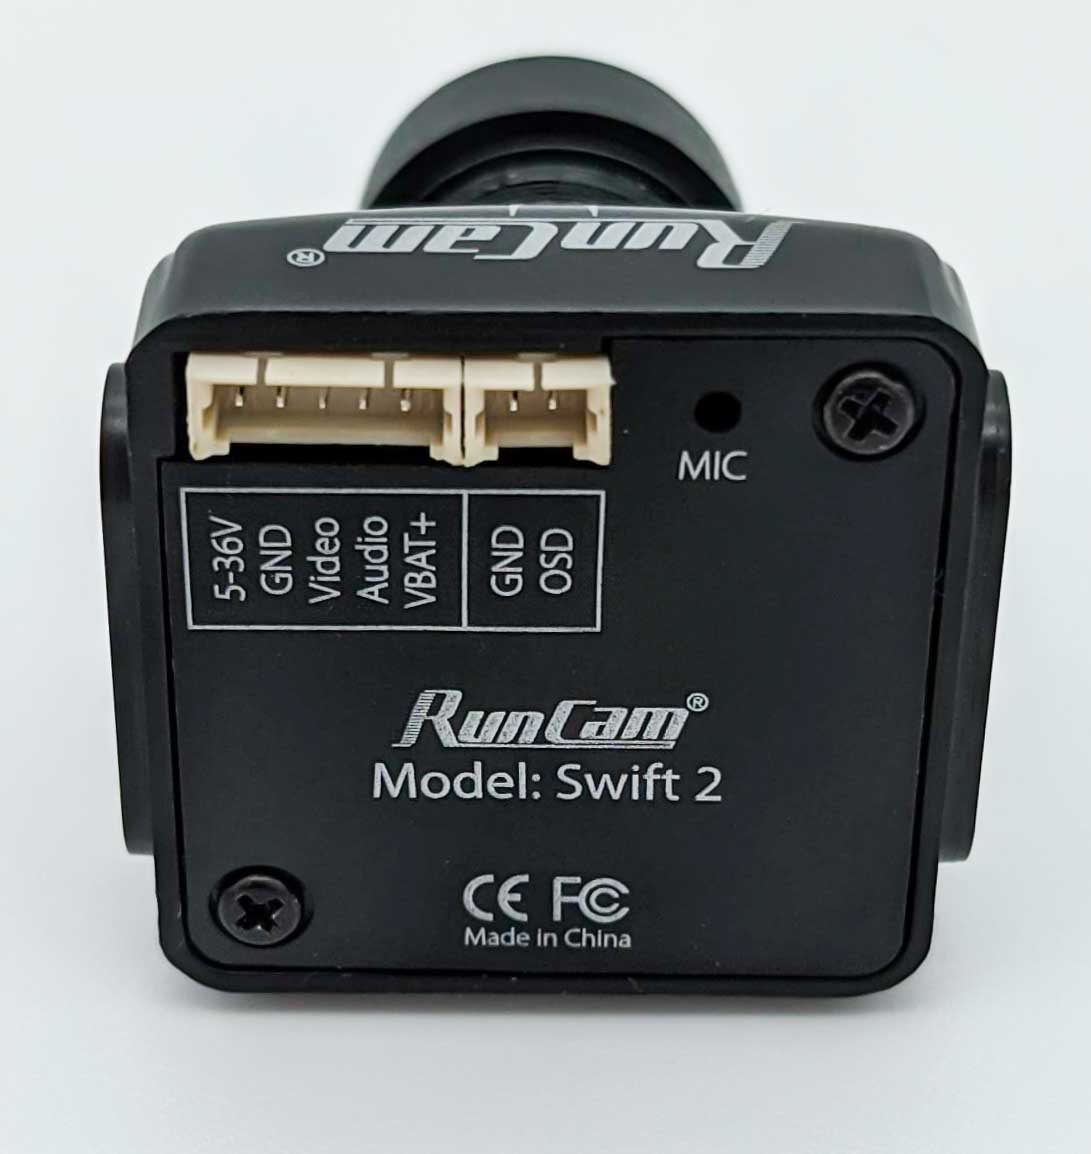 RunCam®
MIC
5-36V
GND
Video
Audio
VBAT+
GND
OSD
RunCam®
Model: Swift 2
CE FC
Made in China